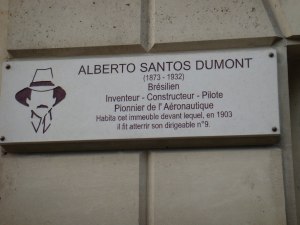 ALBERTO SANTOS DUMONT
(1873 - 1932)
Brésilien
Inventeur - Constructeur - Pilote
Pionnier de l' Aéronautique
Habita cet immeuble devant lequel, en 1903
il fit atterrir son dirigeable n°9.